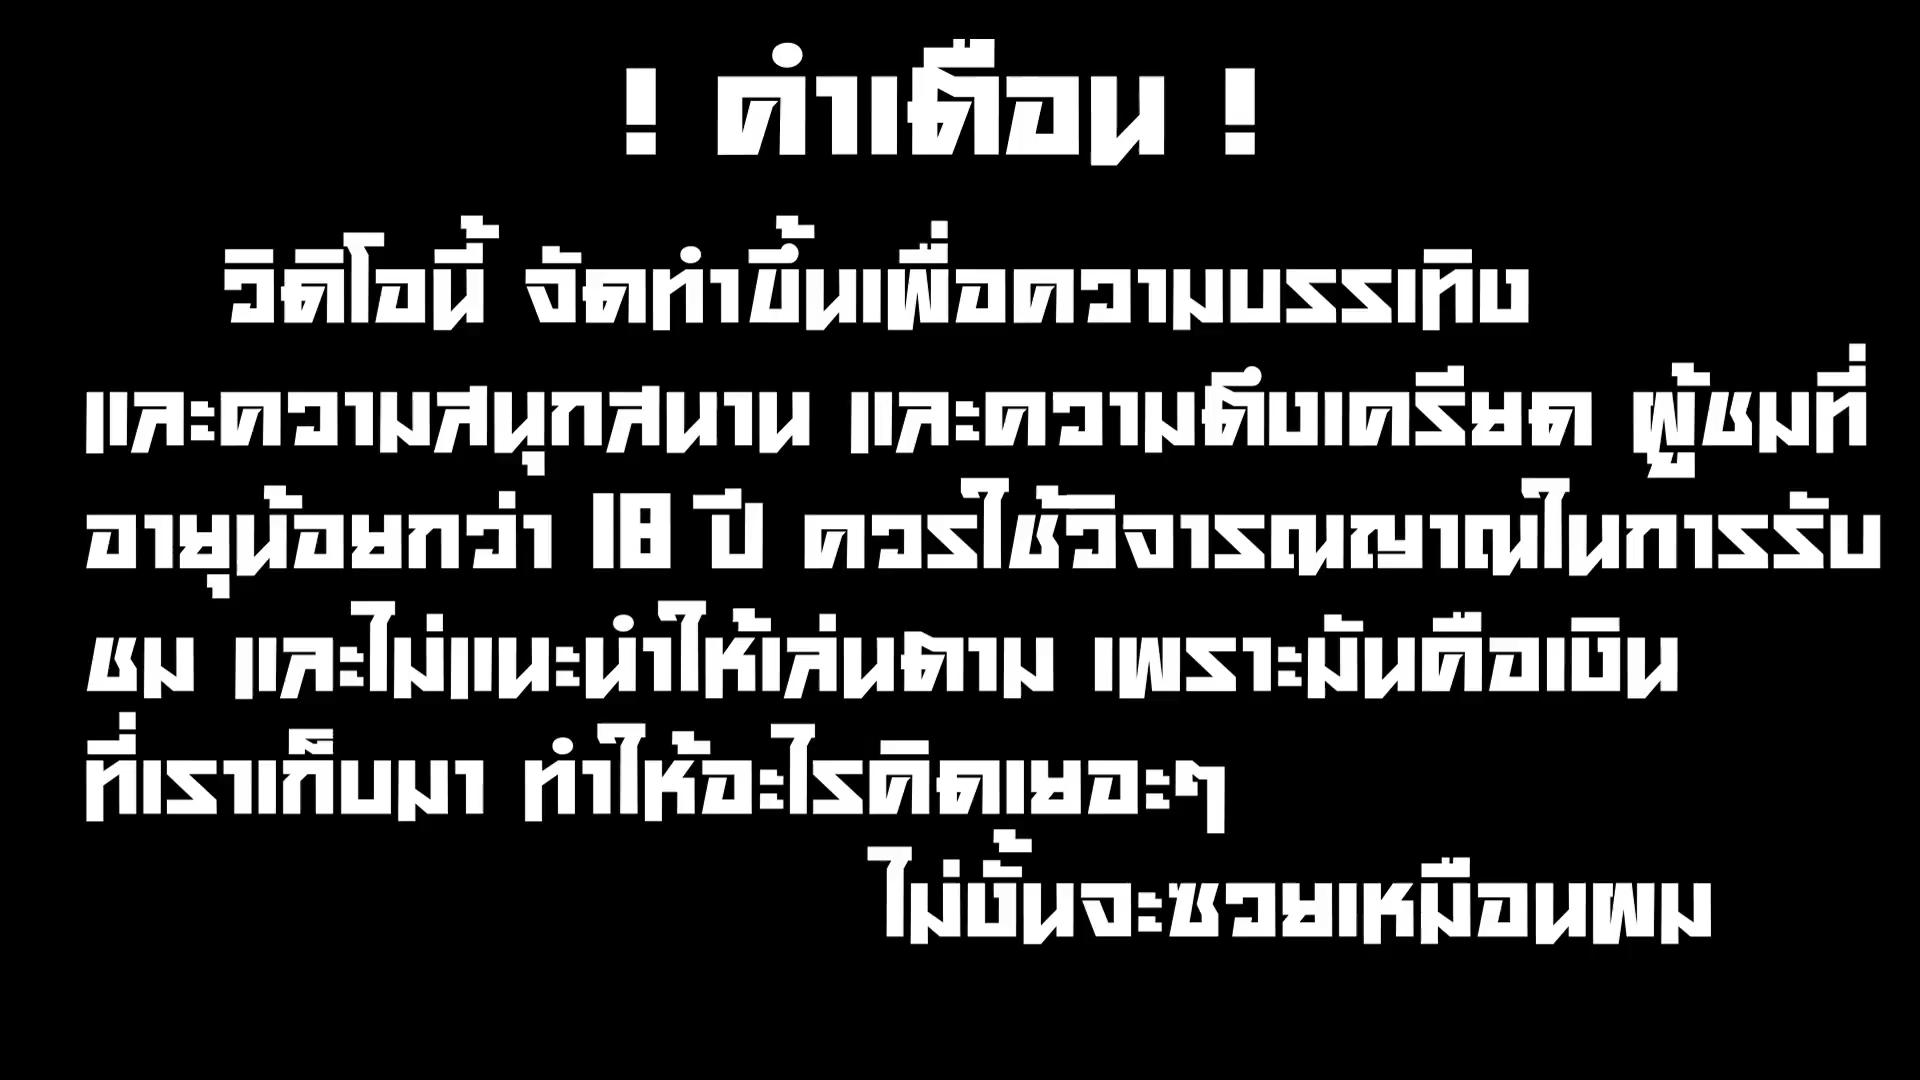 ! คำเตือน !
วิดิโอนี้ จัดทำขึ้นเพื่อความบรรเทิง
และความสนุกสนาน และความตึงเครียด ผู้ชมที่
อายุน้อยกว่า 18 ปี ควรใช้วิจารณญาณในการรับ
ชม และไม่แนะนำให้เล่นตาม เพราะมันคือเงิน
ที่เราเก็บมา ทำให้อะไรคิดเยอะๆ
ไม่งั้นจะซวยเหมือนผม